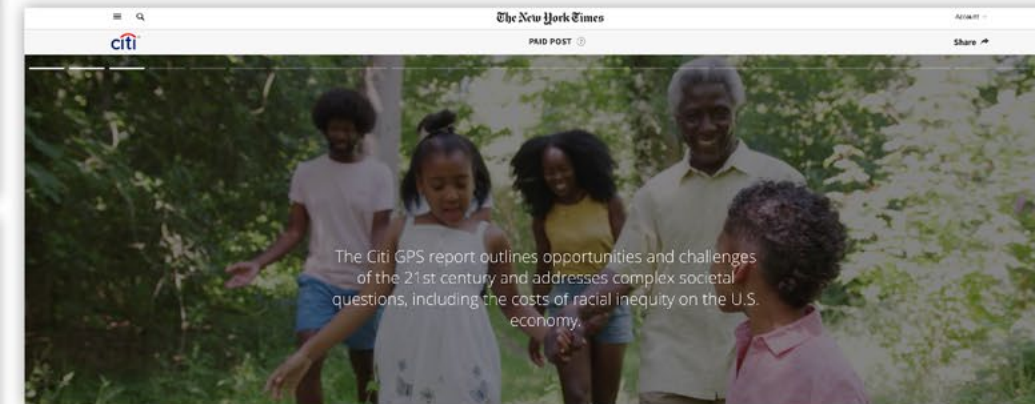 The New York Times
Account
citi
PAID POST ?
Share
The Citi GPS report outlines opportunities and challenges
of the 21st century and addresses complex societal
questions, including the costs of racial inequity on the U.S.
economy.